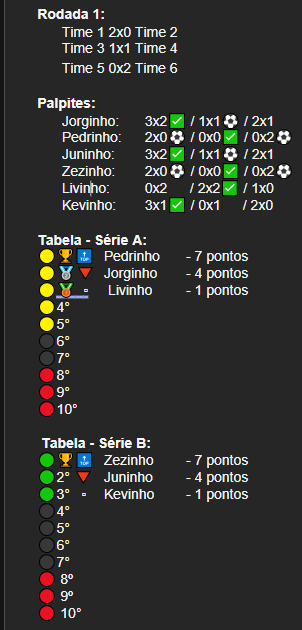 Rodada 1:
Time 1 2x0 Time 2
Time 3 1x1 Time 4
Time 5 0x2 Time 6
Palpites:
Jorginho: 3x2 ✅ / 1x1 ⚽ / 2x1
Pedrinho: 2x0 ⚽ / 0x0 ✅ / 0x2 ⚽
Juninho: 3x2 ✅ / 1x1 ⚽ / 2x1
Zezinho: 2x0 ⚽ / 0x0 ✅ / 0x2 ⚽
Livinho: 0x2 / 2x2 ✅ / 1x0
Kevinho: 3x1 ✅ / 0x1 / 2x0
Tabela - Série A:
🟡 🏆 🔝 Pedrinho - 7 pontos
🟡 🥈 🔻 Jorginho - 4 pontos
🟡 🥉 ▫ Livinho - 1 pontos
🟡 4°
🟡 5°
⚫ 6°
⚫ 7°
🔴 8°
🔴 9°
🔴 10°
Tabela - Série B:
🟢 🏆 🔝 Zezinho - 7 pontos
🟢 2° 🔻 Juninho - 4 pontos
🟢 3° ▫ Kevinho - 1 pontos
⚫ 4°
⚫ 5°
⚫ 6°
⚫ 7°
🔴 8º
🔴 9º
🔴 10°